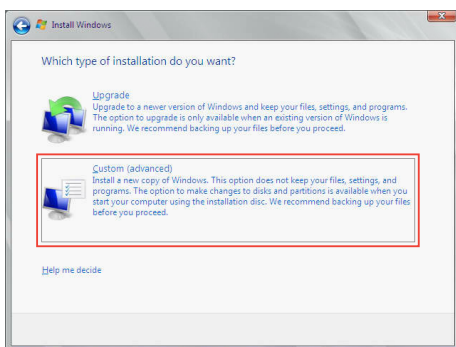 Install Windows
Which type of installation do you want?
Upgrade
Upgrade to a newer version of Windows and keep your files, settings, and programs.
The option to upgrade is only available when an existing version of Windows is
running. We recommend backing up your files before you proceed.
Custom (advanced)
Install a new copy of Windows. This option does not keep your files, settings, and
programs. The option to make changes to disks and partitions is available when you
start your computer using the installation disc. We recommend backing up your files
before you proceed.
Help me decide